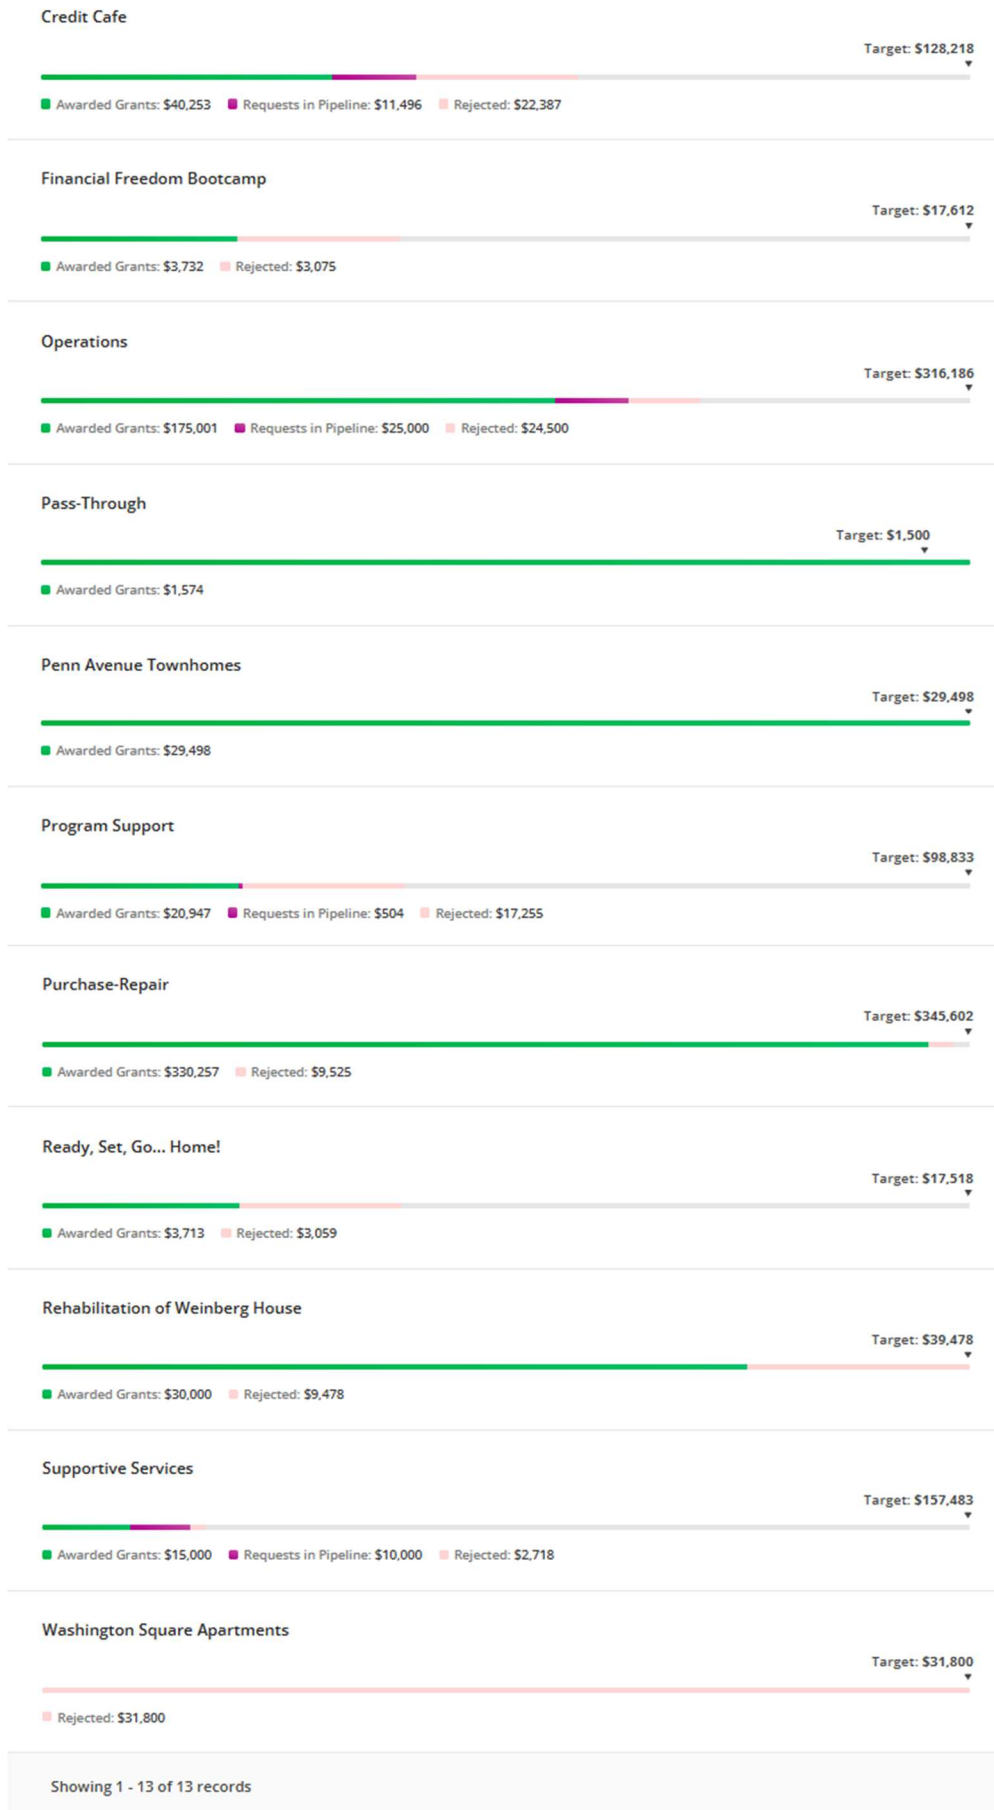 Credit Cafe
Target: $128,218
Awarded Grants: $40,253 Requests in Pipeline: $11,496 Rejected: $22,387
Financial Freedom Bootcamp
Target: $17,612
Awarded Grants: $3,732 Rejected: $3,075
Operations
Target: $316,186
Awarded Grants: $175,001 Requests in Pipeline: $25,000 Rejected: $24,500
Pass-Through
Target: $1,500
Awarded Grants: $1,574
Penn Avenue Townhomes
Target: $29,498
Awarded Grants: $29,498
Program Support
Target: $98,833
Awarded Grants: $20,947 Requests in Pipeline: $504 Rejected: $17,255
Purchase-Repair
Target: $345,602
Awarded Grants: $330,257 Rejected: $9,525
Ready, Set, Go... Home!
Target: $17,518
Awarded Grants: $3,713 Rejected: $3,059
Rehabilitation of Weinberg House
Target: $39,478
Awarded Grants: $30,000 Rejected: $9,478
Supportive Services
Target: $157,483
Awarded Grants: $15,000 Requests in Pipeline: $10,000 Rejected: $2,718
Washington Square Apartments
Target: $31,800
Rejected: $31,800
Showing 1 - 13 of 13 records